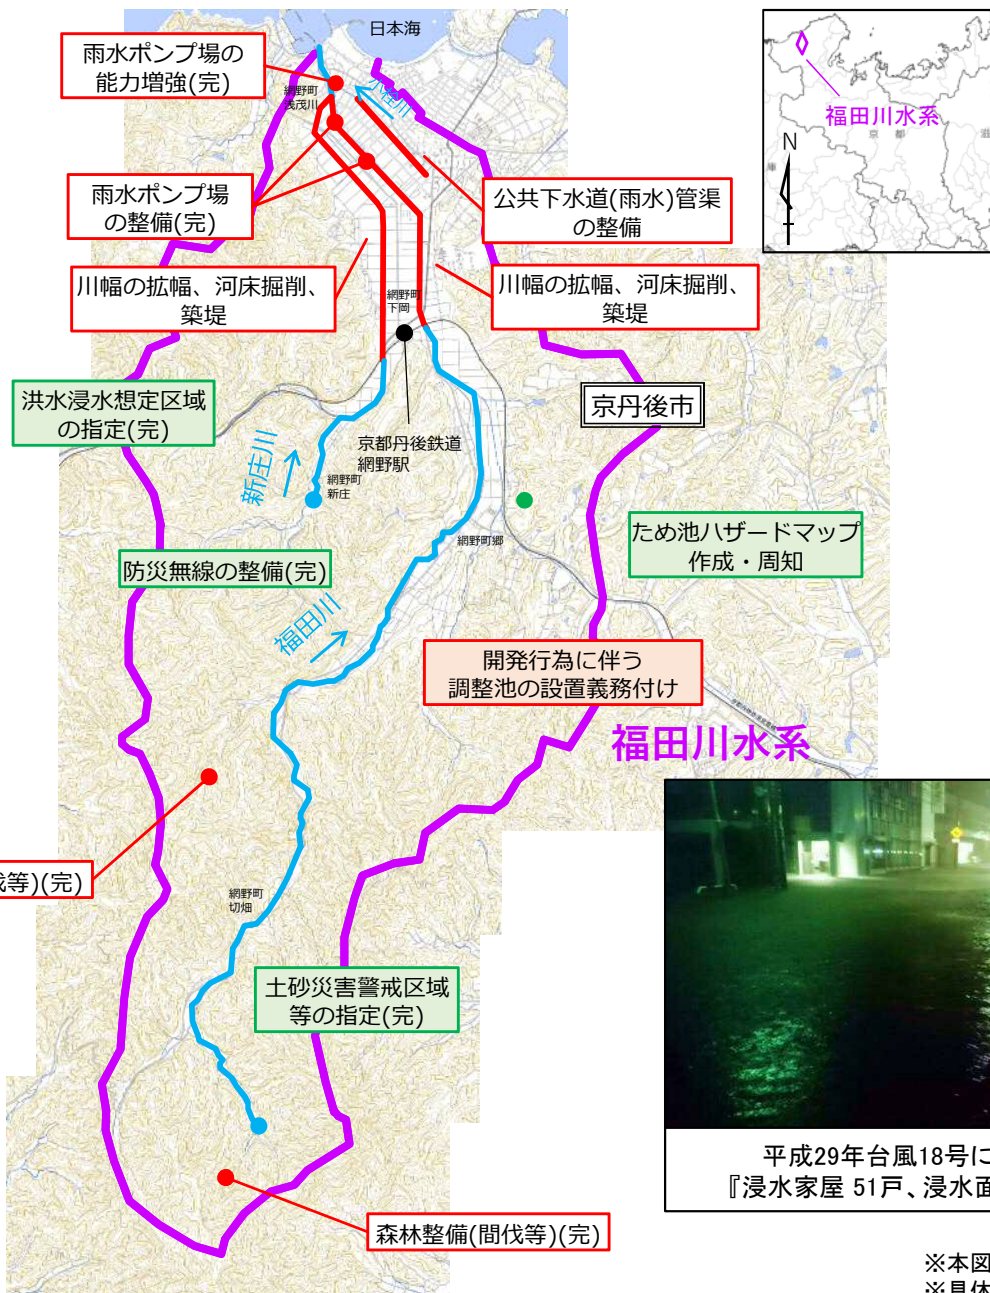 日本海
雨水ポンプ場の
能力増強(完)
網野町
浅茂川
福田川水系
京都
N
雨水ポンプ場
の整備(完)
公共下水道(雨水)管渠
の整備
川幅の拡幅、河床掘削、
築堤
川幅の拡幅、河床掘削、
築堤
網野町
下岡
洪水浸水想定区域
の指定(完)
京丹後市
京都丹後鉄道
網野駅
新庄川
網野町
新庄
網野町郷
ため池ハザードマップ
作成・周知
防災無線の整備(完)
福田川
開発行為に伴う
調整池の設置義務付け
福田川水系
伐等)(完)
網野町
切畑
土砂災害警戒区域
等の指定(完)
森林整備(間伐等)(完)
平成29年台風18号に
『浸水家屋 51戸、浸水面
※本図
※具体